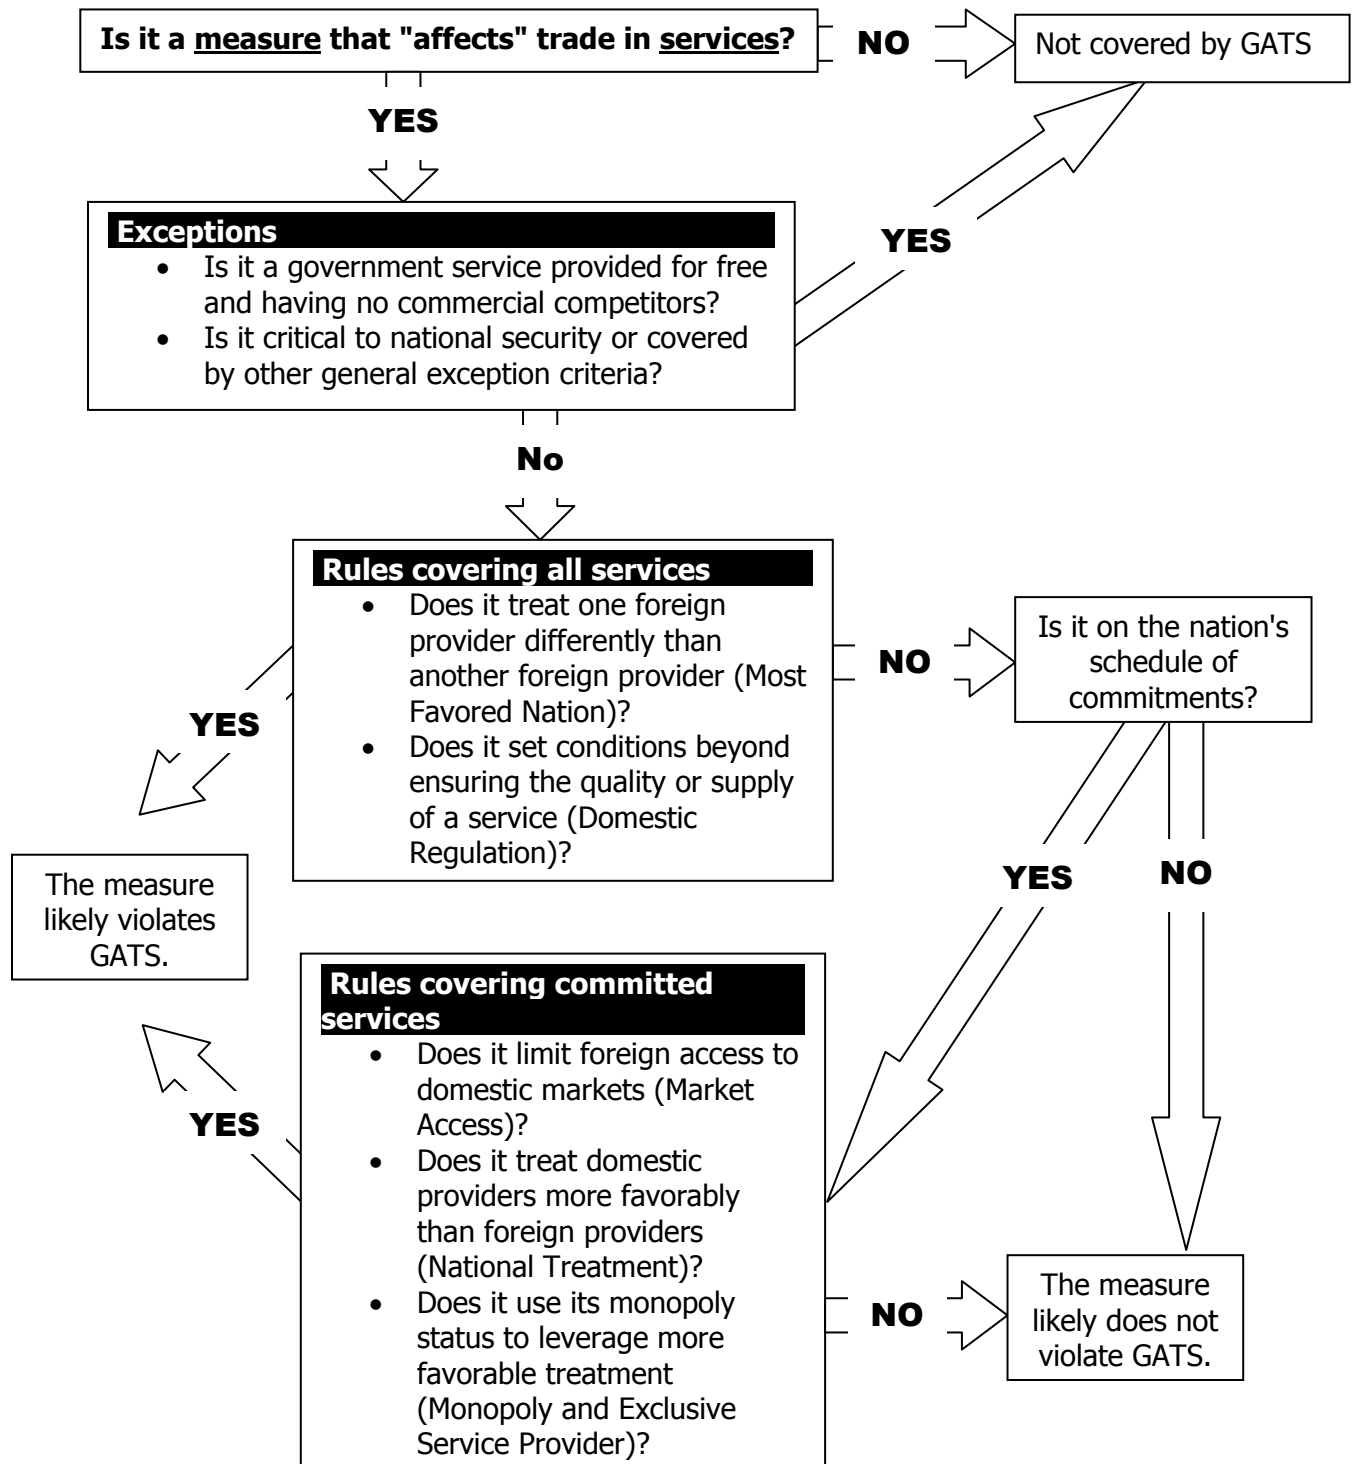 Is it a measure that "affects" trade in services?
NO
Not covered by GATS
YES
Exceptions
• Is it a government service provided for free
and having no commercial competitors?
• Is it critical to national security or covered
by other general exception criteria?
YES
No
Rules covering all services
• Does it treat one foreign
provider differently than
another foreign provider (Most
Favored Nation)?
• Does it set conditions beyond
ensuring the quality or supply
of a service (Domestic
Regulation)?
NO
Is it on the nation's
schedule of
commitments?
YES
The measure
likely violates
GATS.
YES
NO
Rules covering committed
services
• Does it limit foreign access to
domestic markets (Market
Access)?
• Does it treat domestic
providers more favorably
than foreign providers
(National Treatment)?
• Does it use its monopoly
status to leverage more
favorable treatment
(Monopoly and Exclusive
Service Provider)?
YES
NO
The measure
likely does not
violate GATS.